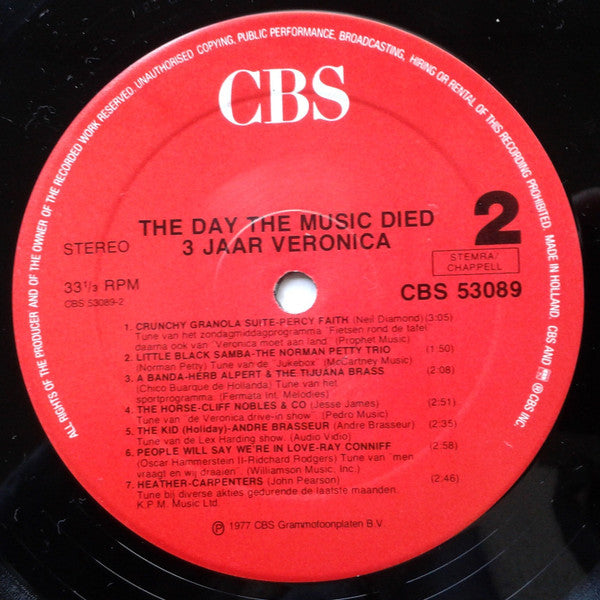 ALL RIGHTS OF THE PRODUCER AND OF THE OWNER OF THE RECORDED WORK RESERVED. UNAUTHORISED COPYING, PUBLIC PERFORMANCE, BROADCASTING, HIRING OR RENTAL OF THIS RECORDING PROHIBITED. MADE IN HOLLAND. CBS AND ® CBS INC.
CBS
THE DAY THE MUSIC DIED
3 JAAR VERONICA
2
STEREO
STEMRA/
CHAPPELL
33 1/3 RPM
CBS 53089-2
CBS 53089
1. CRUNCHY GRANOLA SUITE-PERCY FAITH (Neil Diamond) (3:05)
Tune van het zondagmiddagprogramma "Fietsen rond de tafel"
daarna ook van "Veronica moet aan land" (Prophet Music)
2. LITTLE BLACK SAMBA-THE NORMAN PETTY TRIO (1:50)
(Norman Petty) Tune van de "Jukebox" (McCartney Music)
3. A BANDA-HERB ALPERT & THE TIJUANA BRASS (2:08)
(Chico Buarque de Hollanda) Tune van het
sportprogramma. (Fermata Int. Melodies)
4. THE HORSE-CLIFF NOBLES & CO (Jesse James) (2:51)
Tune van "de Veronica drive-in show" (Pedro Music)
5. THE KID (Holiday)-ANDRE BRASSEUR (Andre Brasseur) (2:35)
Tune van de Lex Harding show. (Audio Vidio)
6. PEOPLE WILL SAY WE'RE IN LOVE-RAY CONNIFF (2:58)
(Oscar Hammerstein II-Ridchard Rodgers) Tune van "men
vraagt en wij draaien" (Williamson Music, Inc.)
7. HEATHER-CARPENTERS (John Pearson) (2:46)
Tune bij diverse akties gedurende de laatste maanden.
K.P.M. Music Ltd.
℗ 1977 CBS Grammofoonplaten B.V.